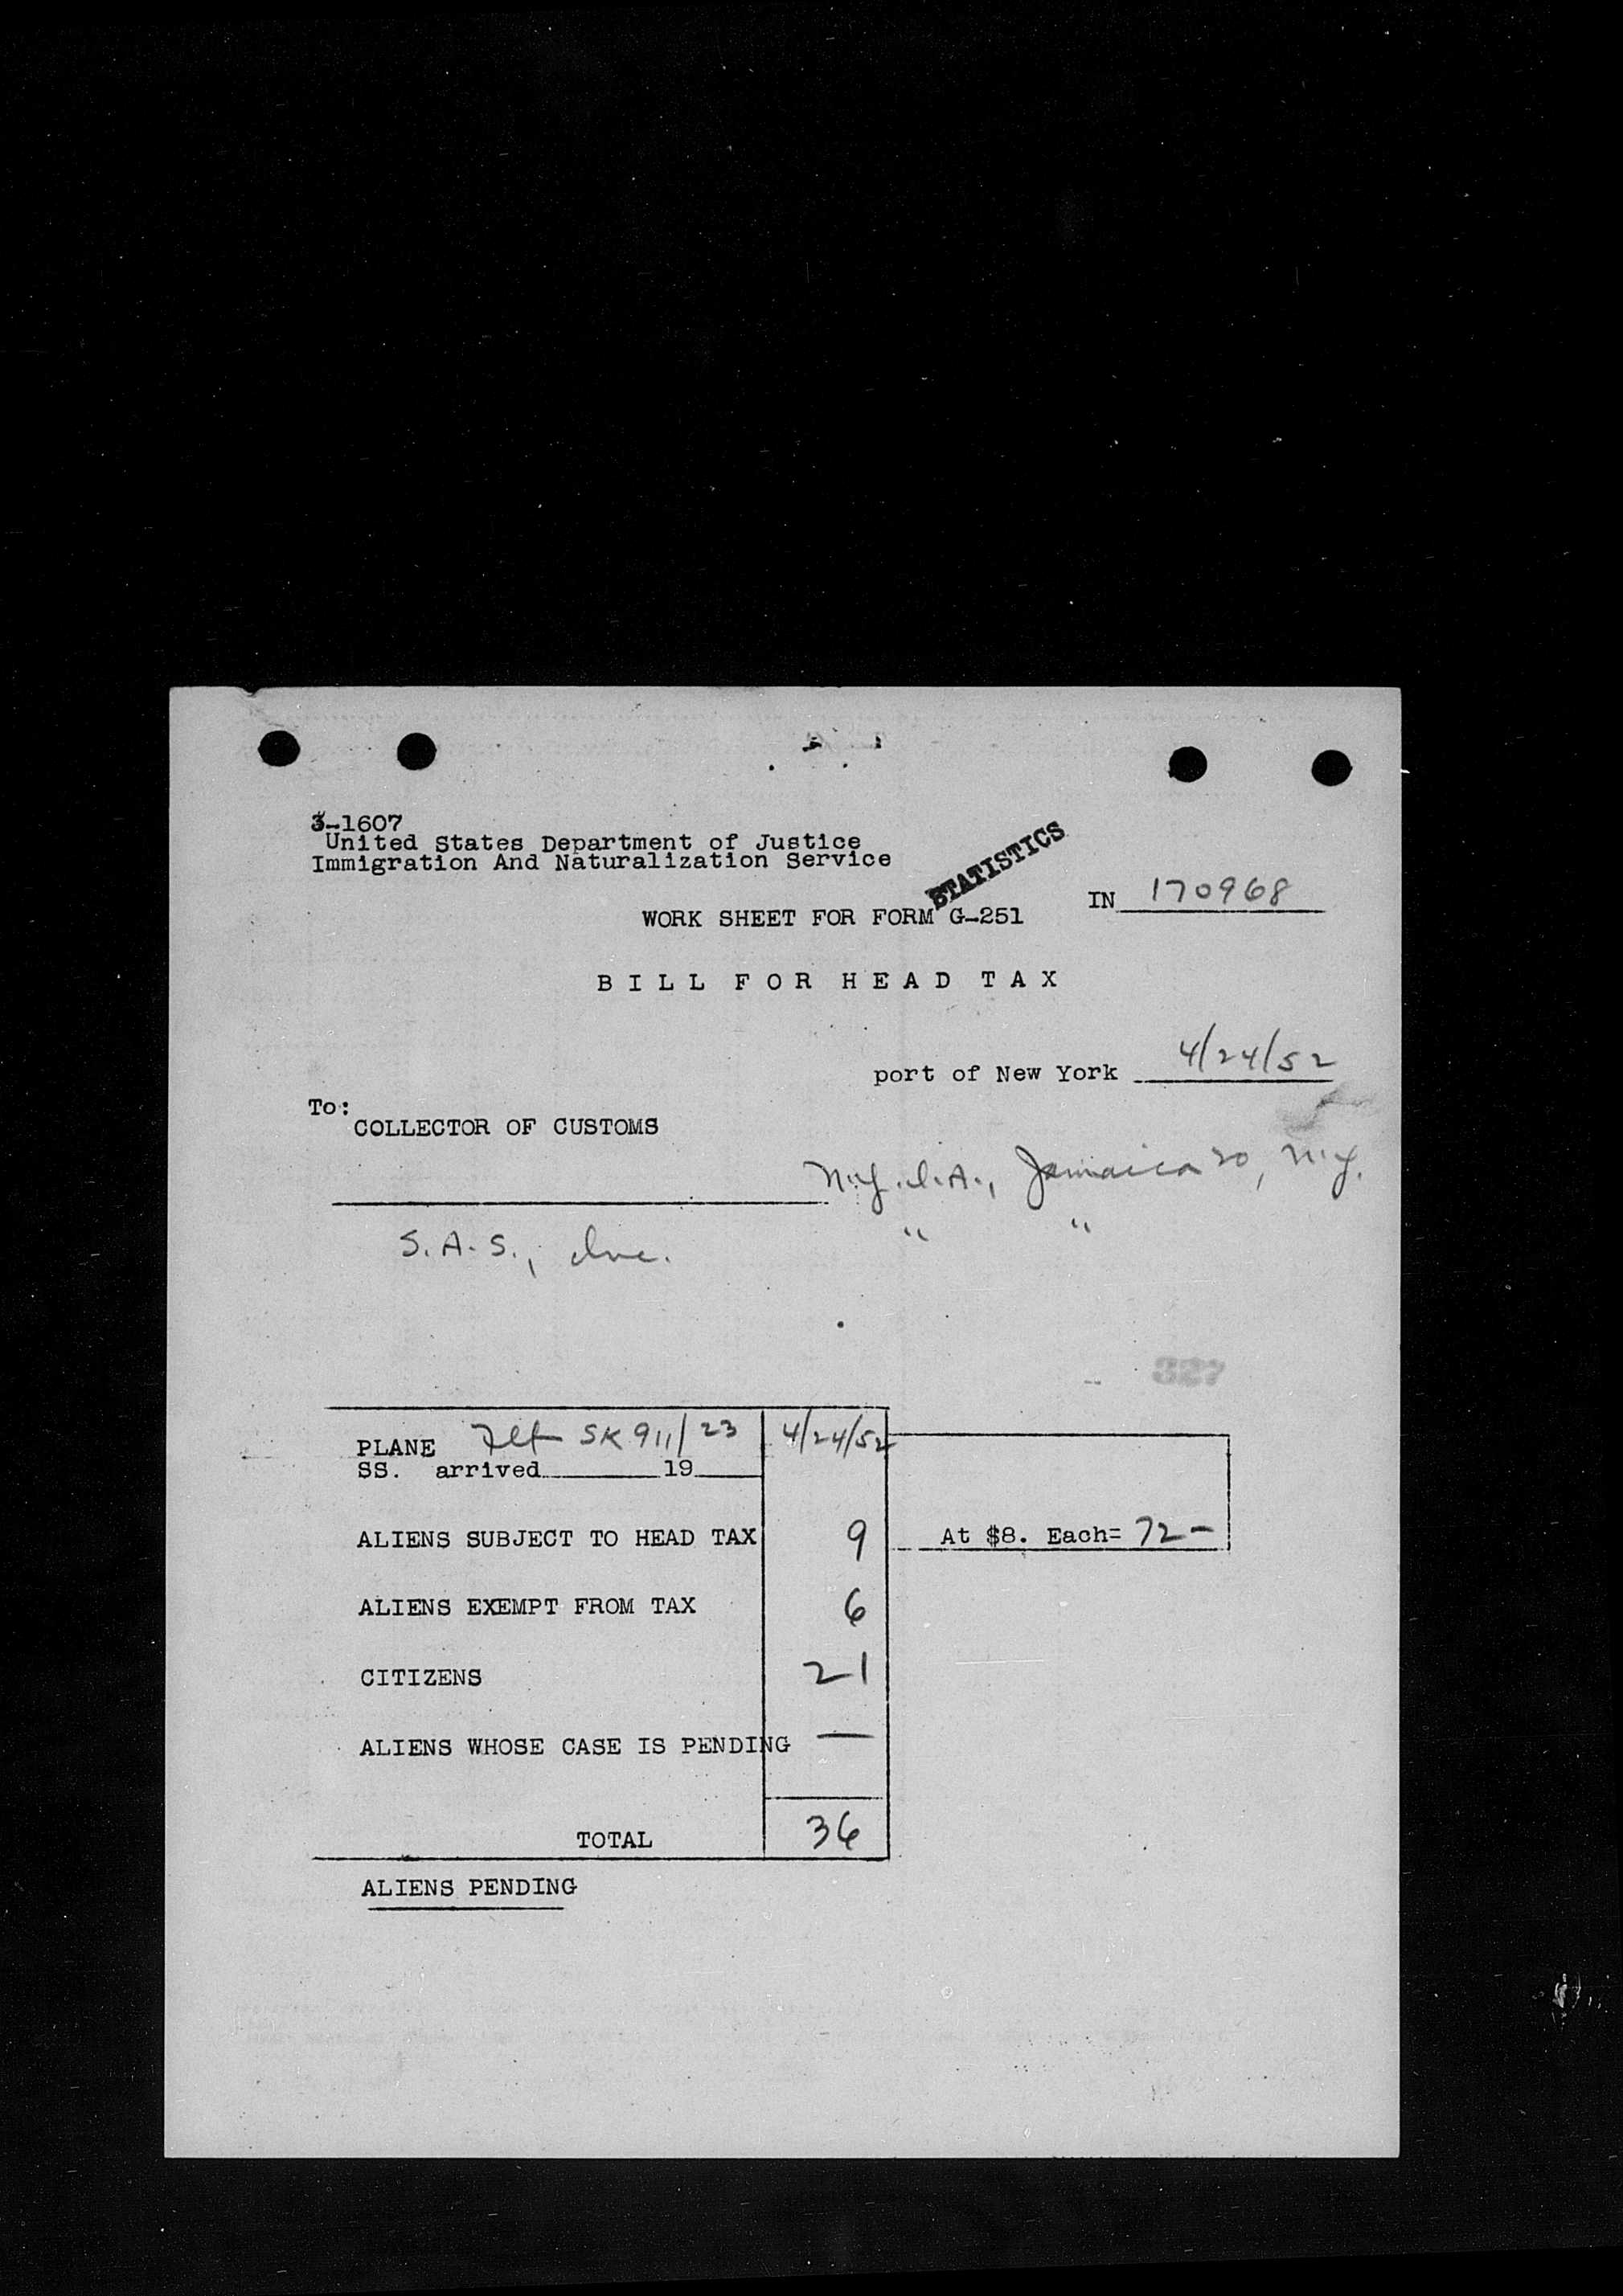 3-1607
United States Department of Justice
Immigration And Naturalization Service
STATISTICS
IN 170968
WORK SHEET FOR FORM G-251
BILL FOR HEAD TAX
port of New York 4/24/52
To:
COLLECTOR OF CUSTOMS
N.Y.I.A., Jamaica 20, N.Y.
S.A.S., Inc. " "
327
PLANE Flt SK 911/23 4/24/52
SS. arrived 19
ALIENS SUBJECT TO HEAD TAX 9 At $8. Each= 72-
ALIENS EXEMPT FROM TAX 6
CITIZENS 21
ALIENS WHOSE CASE IS PENDING —
TOTAL 36
ALIENS PENDING